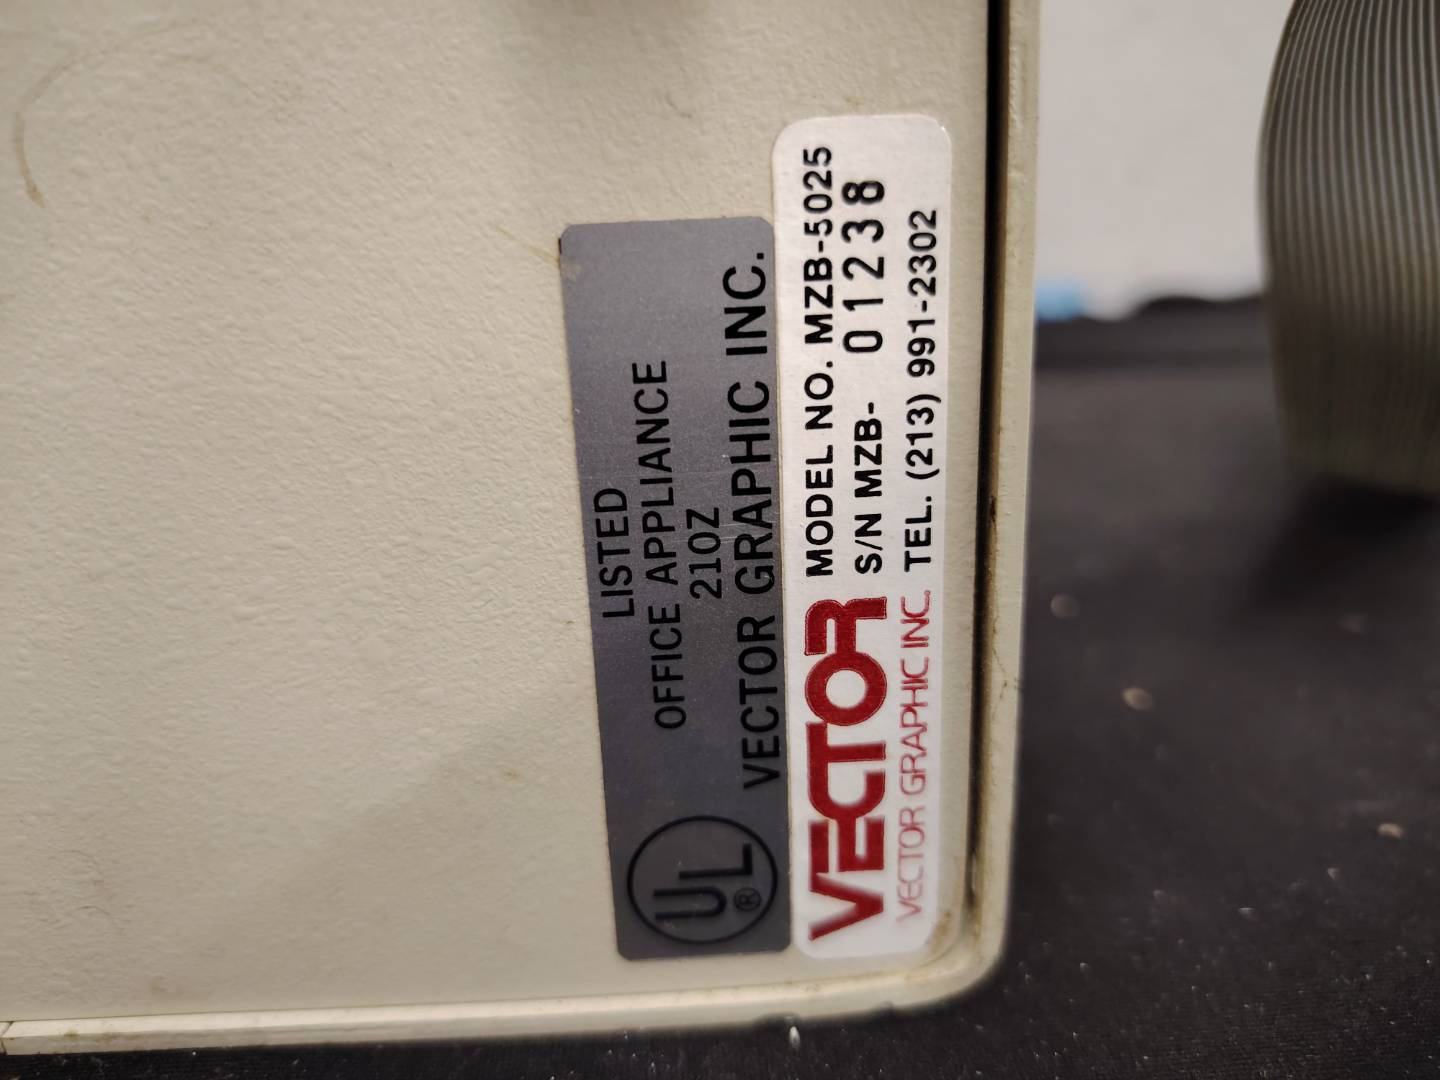 LISTED
OFFICE APPLIANCE
210Z
VECTOR GRAPHIC INC.
UL
®
VECTOR
VECTOR GRAPHIC INC.
MODEL NO. MZB-5025
S/N MZB- 01238
TEL. (213) 991-2302